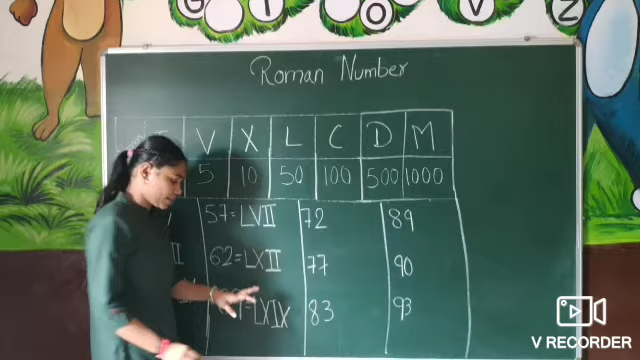 Roman Number
V X L C D M
5 10 50 100 500 1000
57=LVII 72 89
62=LXII 77 90
II
=LXIX 83 93
V RECORDER